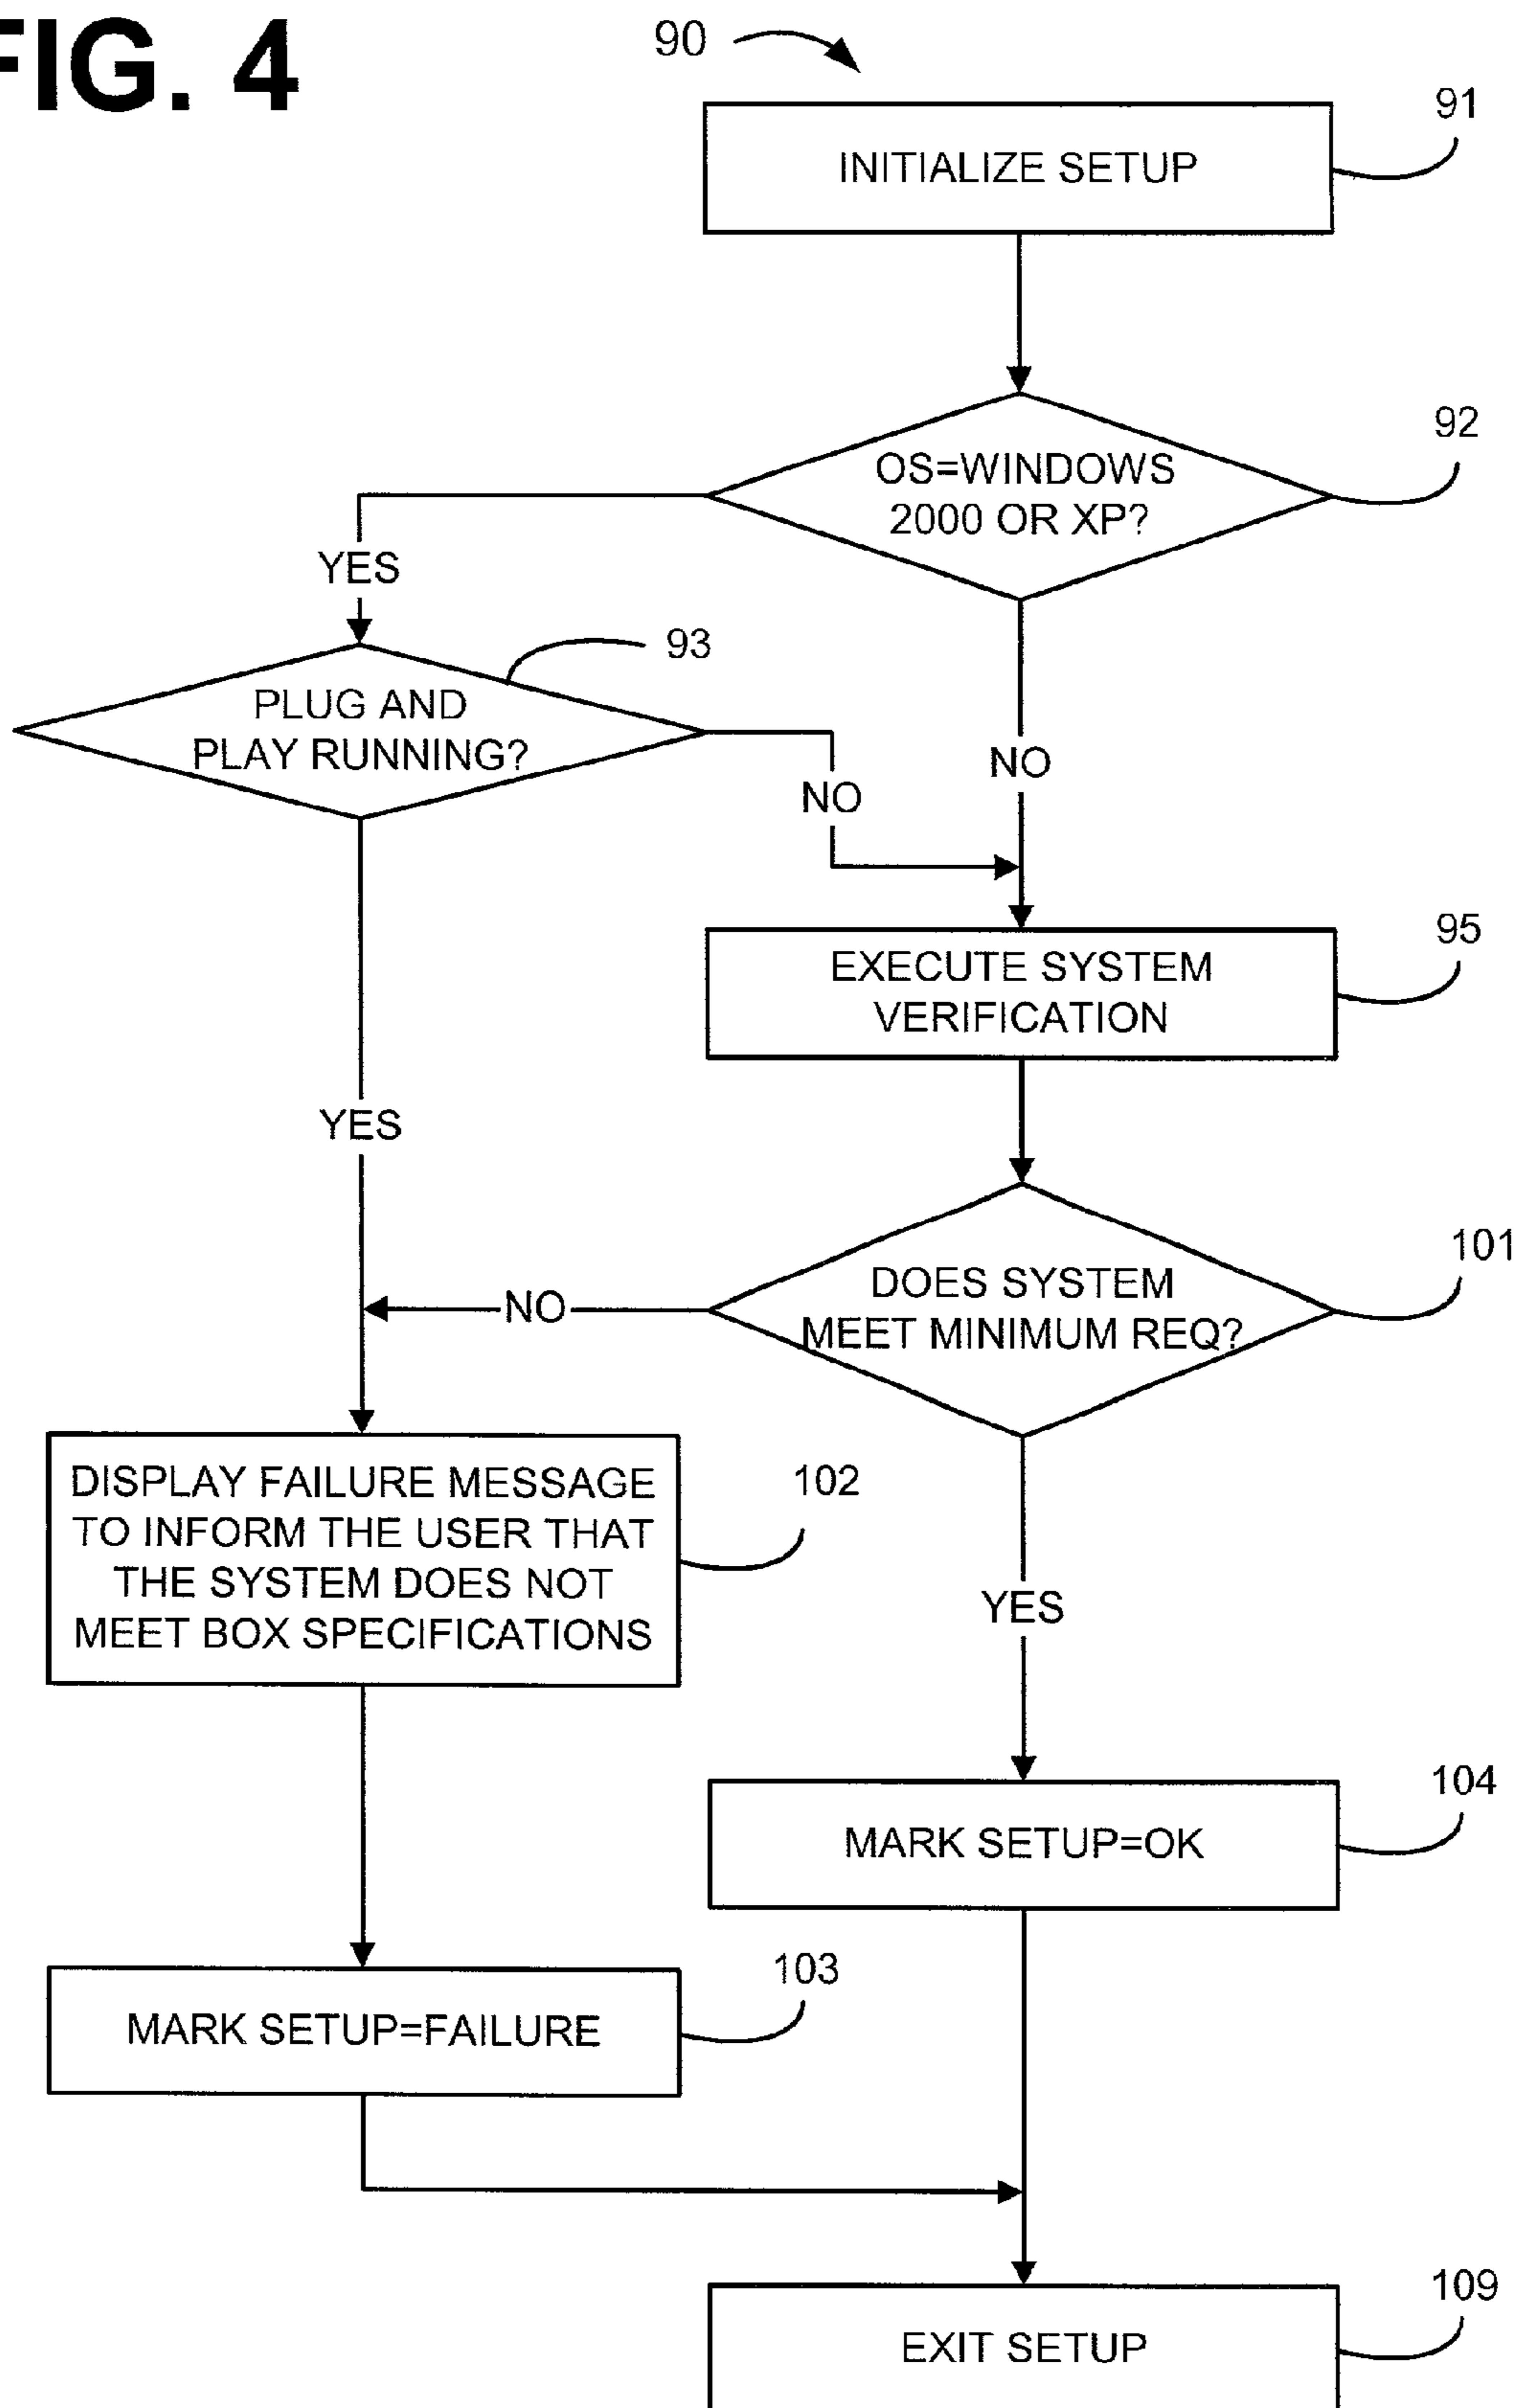 FIG. 4
90
91
INITIALIZE SETUP
92
OS=WINDOWS
2000 OR XP?
YES
93
PLUG AND
PLAY RUNNING?
NO
NO
95
EXECUTE SYSTEM
VERIFICATION
YES
101
DOES SYSTEM
MEET MINIMUM REQ?
NO
DISPLAY FAILURE MESSAGE
TO INFORM THE USER THAT
THE SYSTEM DOES NOT
MEET BOX SPECIFICATIONS
102
YES
104
MARK SETUP=OK
103
MARK SETUP=FAILURE
109
EXIT SETUP